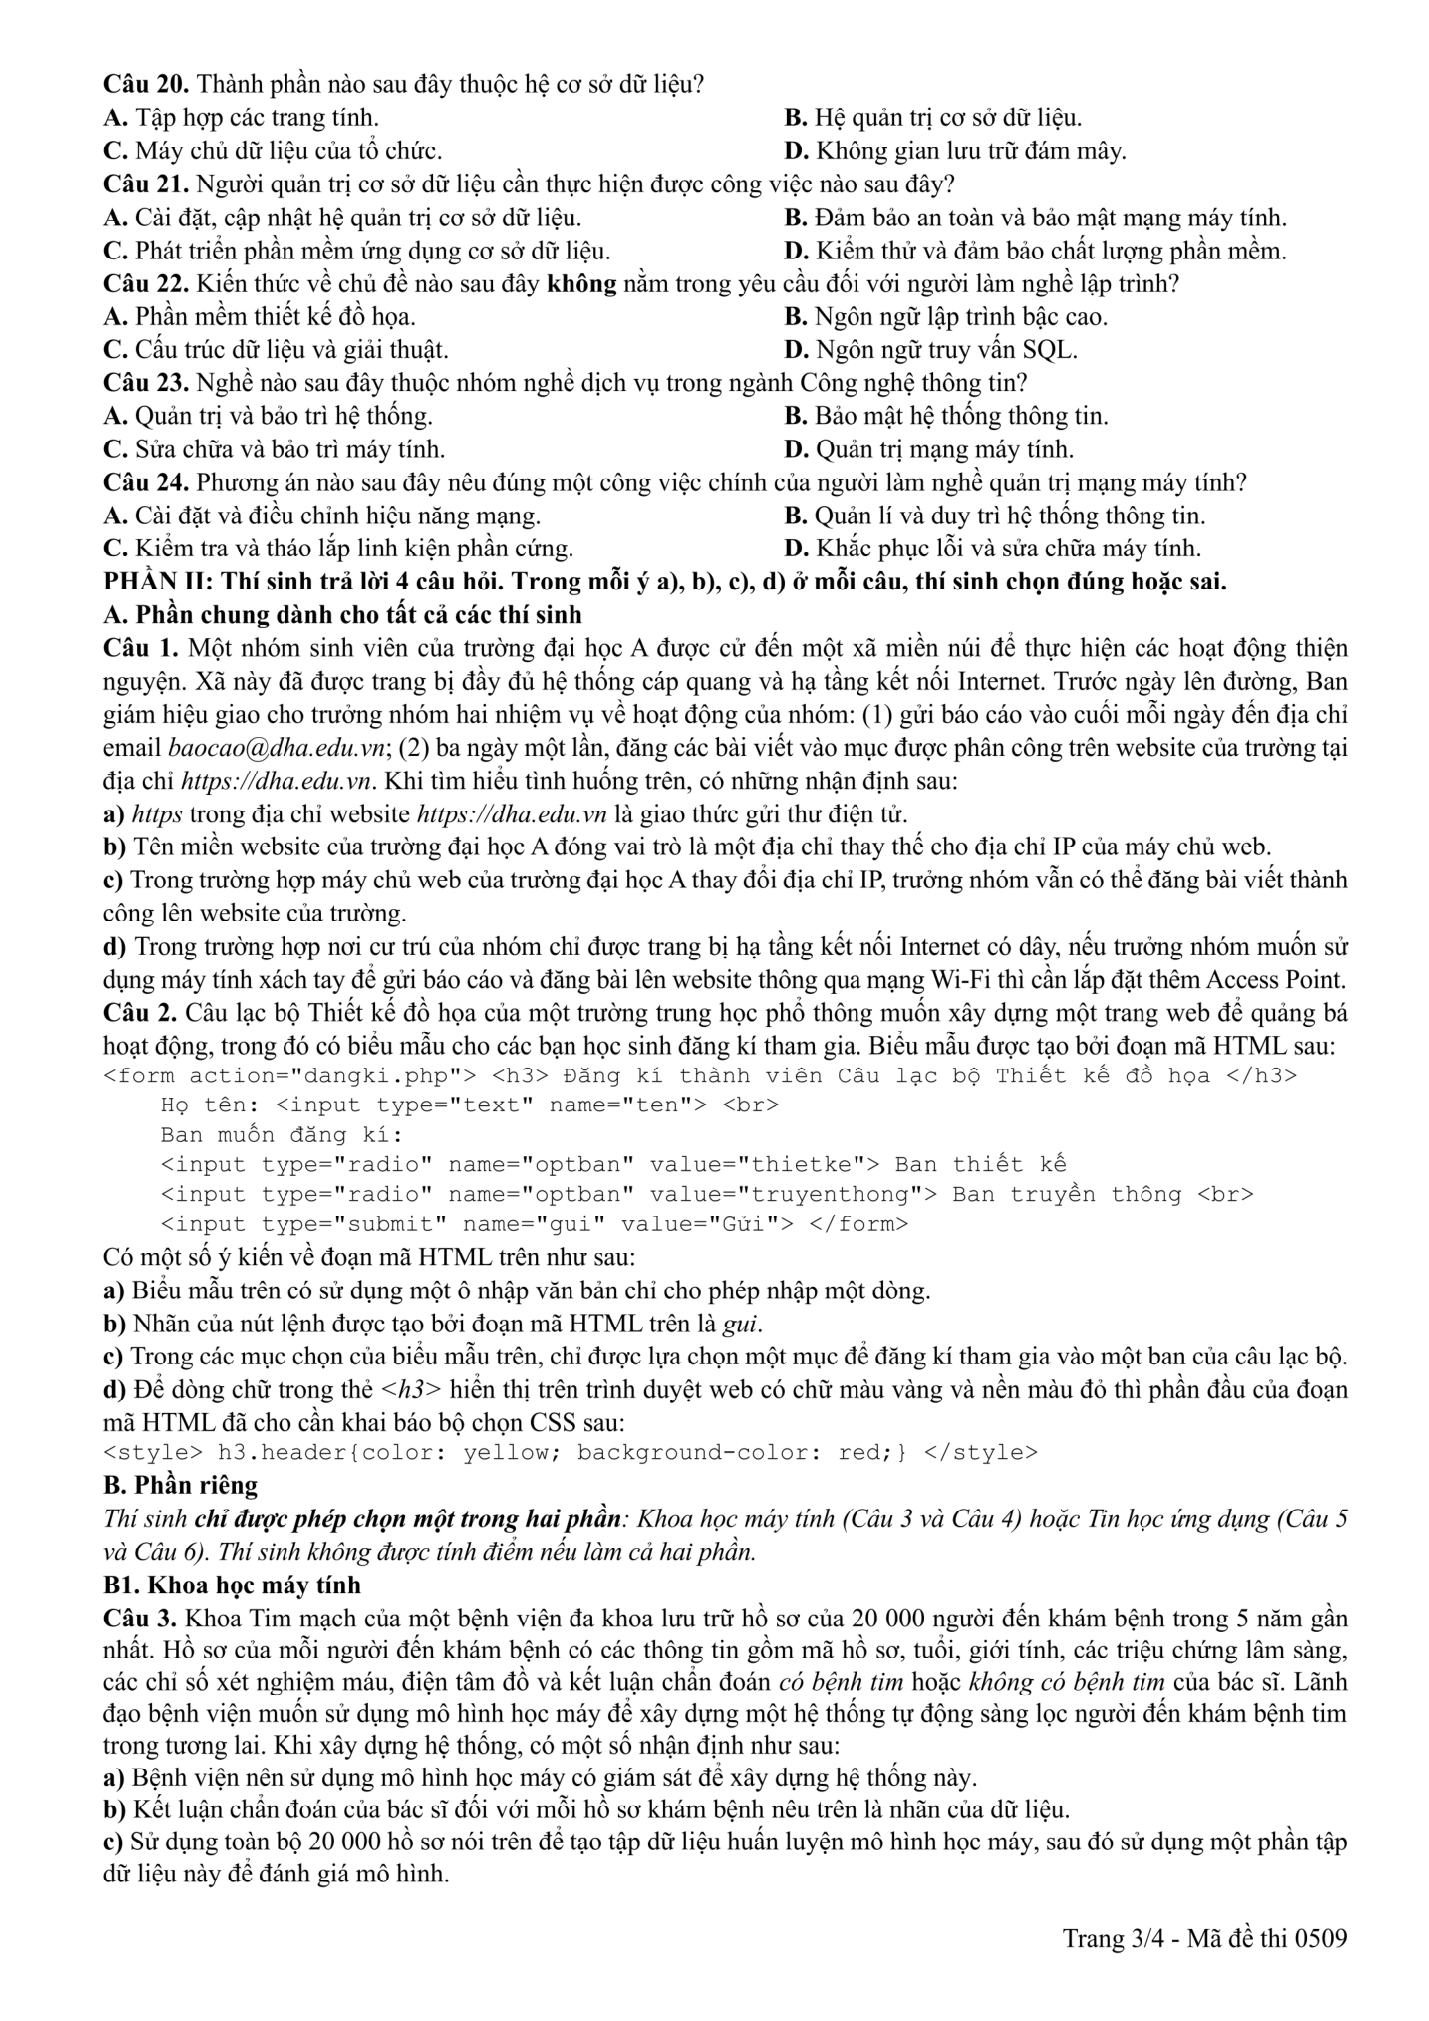 Câu 20. Thành phần nào sau đây thuộc hệ cơ sở dữ liệu?
A. Tập hợp các trang tính. B. Hệ quản trị cơ sở dữ liệu.
C. Máy chủ dữ liệu của tổ chức. D. Không gian lưu trữ đám mây.
Câu 21. Người quản trị cơ sở dữ liệu cần thực hiện được công việc nào sau đây?
A. Cài đặt, cập nhật hệ quản trị cơ sở dữ liệu. B. Đảm bảo an toàn và bảo mật mạng máy tính.
C. Phát triển phần mềm ứng dụng cơ sở dữ liệu. D. Kiểm thử và đảm bảo chất lượng phần mềm.
Câu 22. Kiến thức về chủ đề nào sau đây không nằm trong yêu cầu đối với người làm nghề lập trình?
A. Phần mềm thiết kế đồ họa. B. Ngôn ngữ lập trình bậc cao.
C. Cấu trúc dữ liệu và giải thuật. D. Ngôn ngữ truy vấn SQL.
Câu 23. Nghề nào sau đây thuộc nhóm nghề dịch vụ trong ngành Công nghệ thông tin?
A. Quản trị và bảo trì hệ thống. B. Bảo mật hệ thống thông tin.
C. Sửa chữa và bảo trì máy tính. D. Quản trị mạng máy tính.
Câu 24. Phương án nào sau đây nêu đúng một công việc chính của người làm nghề quản trị mạng máy tính?
A. Cài đặt và điều chỉnh hiệu năng mạng. B. Quản lí và duy trì hệ thống thông tin.
C. Kiểm tra và tháo lắp linh kiện phần cứng. D. Khắc phục lỗi và sửa chữa máy tính.
PHẦN II: Thí sinh trả lời 4 câu hỏi. Trong mỗi ý a), b), c), d) ở mỗi câu, thí sinh chọn đúng hoặc sai.
A. Phần chung dành cho tất cả các thí sinh
Câu 1. Một nhóm sinh viên của trường đại học A được cử đến một xã miền núi để thực hiện các hoạt động thiện
nguyện. Xã này đã được trang bị đầy đủ hệ thống cáp quang và hạ tầng kết nối Internet. Trước ngày lên đường, Ban
giám hiệu giao cho trưởng nhóm hai nhiệm vụ về hoạt động của nhóm: (1) gửi báo cáo vào cuối mỗi ngày đến địa chỉ
email baocao@dha.edu.vn; (2) ba ngày một lần, đăng các bài viết vào mục được phân công trên website của trường tại
địa chỉ https://dha.edu.vn. Khi tìm hiểu tình huống trên, có những nhận định sau:
a) https trong địa chỉ website https://dha.edu.vn là giao thức gửi thư điện tử.
b) Tên miền website của trường đại học A đóng vai trò là một địa chỉ thay thế cho địa chỉ IP của máy chủ web.
c) Trong trường hợp máy chủ web của trường đại học A thay đổi địa chỉ IP, trưởng nhóm vẫn có thể đăng bài viết thành
công lên website của trường.
d) Trong trường hợp nơi cư trú của nhóm chỉ được trang bị hạ tầng kết nối Internet có dây, nếu trưởng nhóm muốn sử
dụng máy tính xách tay để gửi báo cáo và đăng bài lên website thông qua mạng Wi-Fi thì cần lắp đặt thêm Access Point.
Câu 2. Câu lạc bộ Thiết kế đồ họa của một trường trung học phổ thông muốn xây dựng một trang web để quảng bá
hoạt động, trong đó có biểu mẫu cho các bạn học sinh đăng kí tham gia. Biểu mẫu được tạo bởi đoạn mã HTML sau:
<form action="dangki.php"> <h3> Đăng kí thành viên Câu lạc bộ Thiết kế đồ họa </h3>
Họ tên: <input type="text" name="ten"> <br>
Ban muốn đăng kí:
<input type="radio" name="optban" value="thietke"> Ban thiết kế
<input type="radio" name="optban" value="truyenthong"> Ban truyền thông <br>
<input type="submit" name="gui" value="Gửi"> </form>
Có một số ý kiến về đoạn mã HTML trên như sau:
a) Biểu mẫu trên có sử dụng một ô nhập văn bản chỉ cho phép nhập một dòng.
b) Nhãn của nút lệnh được tạo bởi đoạn mã HTML trên là gui.
c) Trong các mục chọn của biểu mẫu trên, chỉ được lựa chọn một mục để đăng kí tham gia vào một ban của câu lạc bộ.
d) Để dòng chữ trong thẻ <h3> hiển thị trên trình duyệt web có chữ màu vàng và nền màu đỏ thì phần đầu của đoạn
mã HTML đã cho cần khai báo bộ chọn CSS sau:
<style> h3.header{color: yellow; background-color: red;} </style>
B. Phần riêng
Thí sinh chỉ được phép chọn một trong hai phần: Khoa học máy tính (Câu 3 và Câu 4) hoặc Tin học ứng dụng (Câu 5
và Câu 6). Thí sinh không được tính điểm nếu làm cả hai phần.
B1. Khoa học máy tính
Câu 3. Khoa Tim mạch của một bệnh viện đa khoa lưu trữ hồ sơ của 20 000 người đến khám bệnh trong 5 năm gần
nhất. Hồ sơ của mỗi người đến khám bệnh có các thông tin gồm mã hồ sơ, tuổi, giới tính, các triệu chứng lâm sàng,
các chỉ số xét nghiệm máu, điện tâm đồ và kết luận chẩn đoán có bệnh tim hoặc không có bệnh tim của bác sĩ. Lãnh
đạo bệnh viện muốn sử dụng mô hình học máy để xây dựng một hệ thống tự động sàng lọc người đến khám bệnh tim
trong tương lai. Khi xây dựng hệ thống, có một số nhận định như sau:
a) Bệnh viện nên sử dụng mô hình học máy có giám sát để xây dựng hệ thống này.
b) Kết luận chẩn đoán của bác sĩ đối với mỗi hồ sơ khám bệnh nêu trên là nhãn của dữ liệu.
c) Sử dụng toàn bộ 20 000 hồ sơ nói trên để tạo tập dữ liệu huấn luyện mô hình học máy, sau đó sử dụng một phần tập
dữ liệu này để đánh giá mô hình.
Trang 3/4 - Mã đề thi 0509